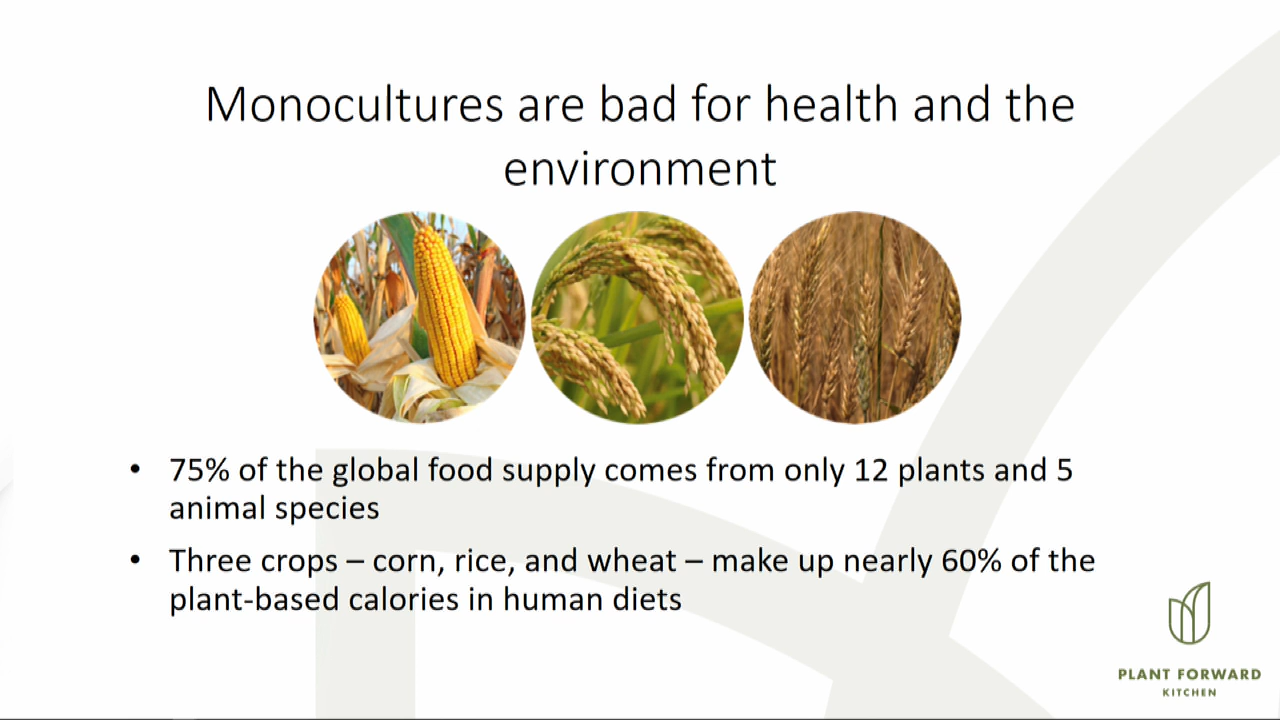 Monocultures are bad for health and the
environment
• 75% of the global food supply comes from only 12 plants and 5
animal species
• Three crops – corn, rice, and wheat – make up nearly 60% of the
plant-based calories in human diets
PLANT FORWARD
KITCHEN